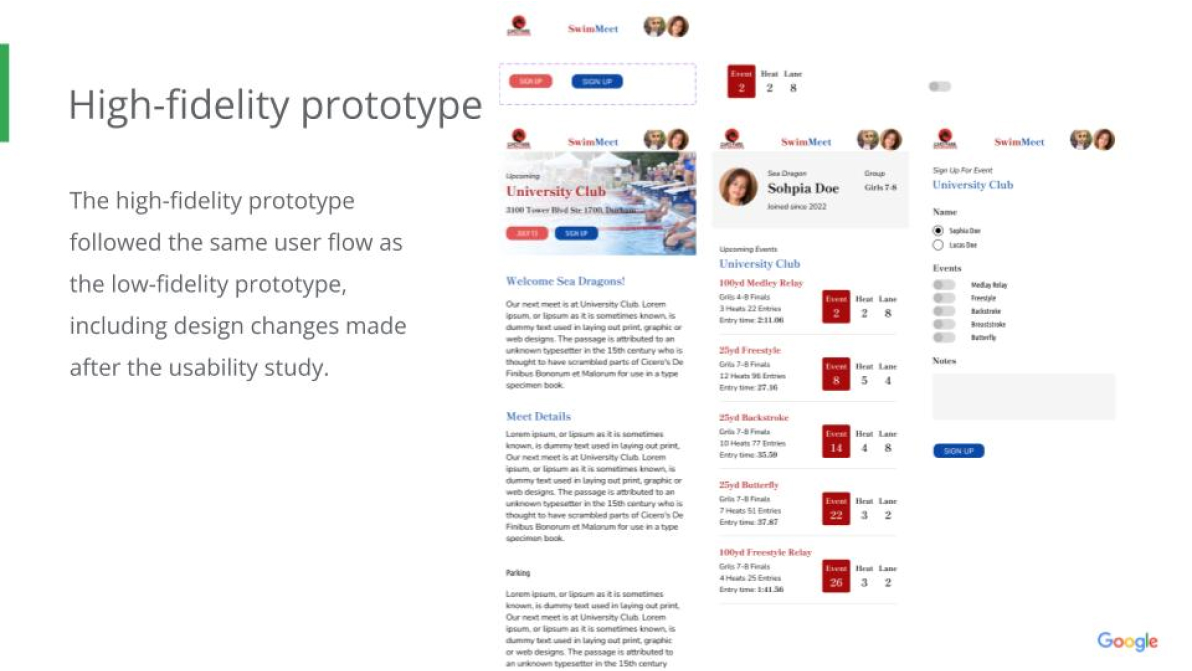 High-fidelity prototype
The high-fidelity prototype
followed the same user flow as
the low-fidelity prototype,
including design changes made
after the usability study.
SwimMeet
SIGN UP
SIGN UP
Event Heat Lane
2 2 8
SwimMeet
Upcoming
University Club
3100 Tower Blvd Ste 1700, Durham
JULY 13
SIGN UP
Welcome Sea Dragons!
Our next meet is at University Club. Lorem
ipsum, or lipsum as it is sometimes known, is
dummy text used in laying out print, graphic or
web designs. The passage is attributed to an
unknown typesetter in the 15th century who is
thought to have scrambled parts of Cicero's De
Finibus Bonorum et Malorum for use in a type
specimen book.
Meet Details
Lorem ipsum, or lipsum as it is sometimes
known, is dummy text used in laying out print,
Our next meet is at University Club. Lorem
ipsum, or lipsum as it is sometimes known, is
dummy text used in laying out print, graphic or
web designs. The passage is attributed to an
unknown typesetter in the 15th century who is
thought to have scrambled parts of Cicero's De
Finibus Bonorum et Malorum for use in a type
specimen book.
Parking
Lorem ipsum, or lipsum as it is sometimes
known, is dummy text used in laying out print,
Our next meet is at University Club. Lorem
ipsum, or lipsum as it is sometimes known, is
dummy text used in laying out print, graphic
or web designs. The passage is attributed to
an unknown typesetter in the 15th century
SwimMeet
Sea Dragon
Sohpia Doe
Joined since 2022
Group
Girls 7-8
Upcoming Events
University Club
100yd Medley Relay
Grils 4-8 Finals
3 Heats 22 Entries
Entry time: 2:11.06
Event Heat Lane
2 2 8
25yd Freestyle
Grils 7-8 Finals
12 Heats 96 Entries
Entry time: 27.16
Event Heat Lane
8 5 4
25yd Backstroke
Grils 7-8 Finals
10 Heats 77 Entries
Entry time: 35.59
Event Heat Lane
14 4 8
25yd Butterfly
Grils 7-8 Finals
7 Heats 51 Entries
Entry time: 37.87
Event Heat Lane
22 3 2
100yd Freestyle Relay
Grils 7-8 Finals
4 Heats 25 Entries
Entry time: 1:41.56
Event Heat Lane
26 3 2
SwimMeet
Sign Up For Event
University Club
Name
Sophia Doe
Lucas Doe
Events
Medlay Relay
Freestyle
Backstroke
Breaststroke
Butterfly
Notes
SIGN UP
Google